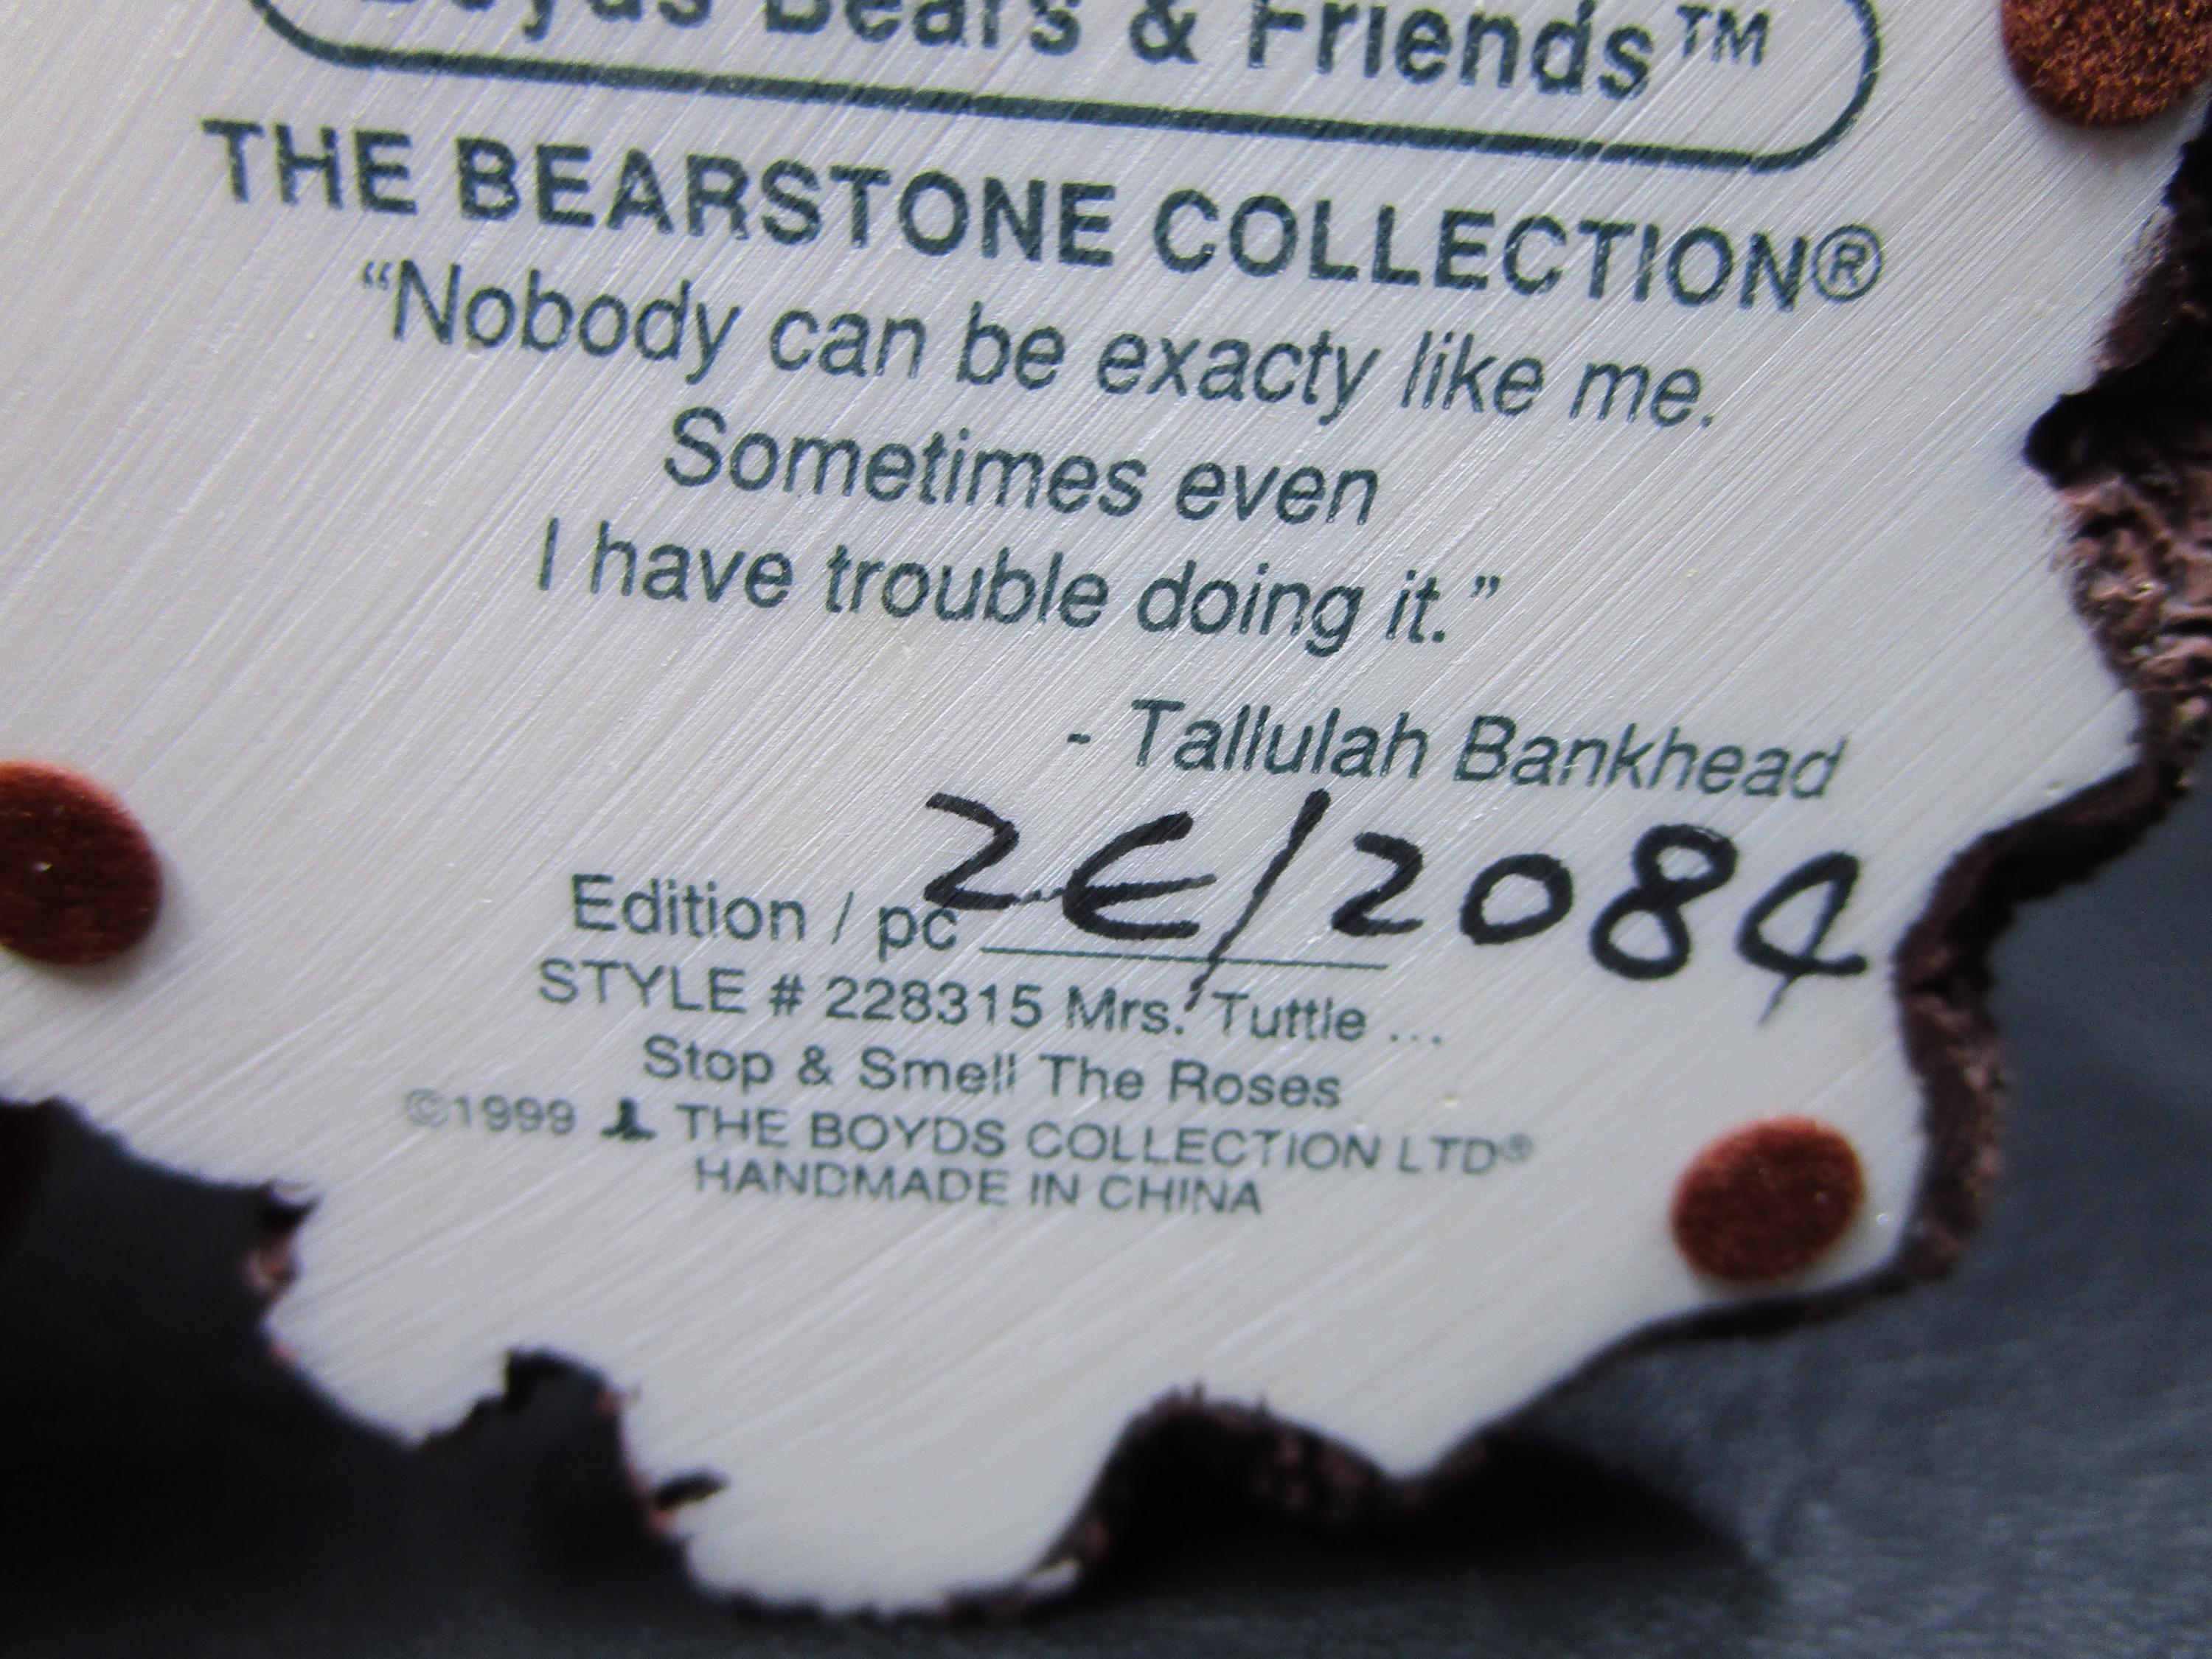 Boyds Bears & Friends™
THE BEARSTONE COLLECTION®
“Nobody can be exacty like me.
Sometimes even
I have trouble doing it.”
- Tallulah Bankhead
Edition / pc 2E/2084
STYLE # 228315 Mrs. Tuttle ...
Stop & Smell The Roses
©1999 THE BOYDS COLLECTION LTD®
HANDMADE IN CHINA